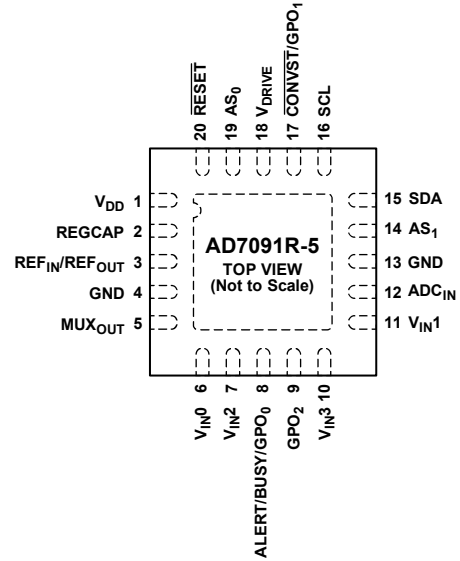 20 RESET
19 AS0
18 VDRIVE
17 CONVST/GPO1
16 SCL
VDD 1
REGCAP 2
REFIN/REFOUT 3
GND 4
MUXOUT 5
AD7091R-5
TOP VIEW
(Not to Scale)
15 SDA
14 AS1
13 GND
12 ADCIN
11 VIN1
VIN0 6
VIN2 7
ALERT/BUSY/GPO0 8
GPO2 9
VIN3 10